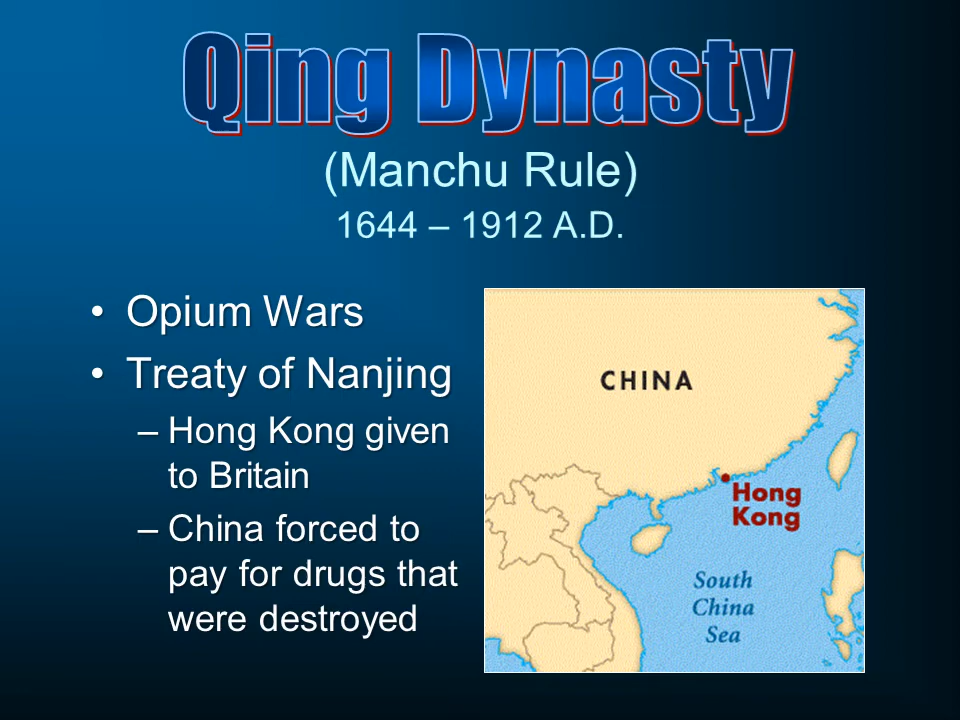 Qing Dynasty
(Manchu Rule)
1644 – 1912 A.D.
• Opium Wars
• Treaty of Nanjing
– Hong Kong given
to Britain
– China forced to
pay for drugs that
were destroyed
CHINA
Hong
Kong
South
China
Sea